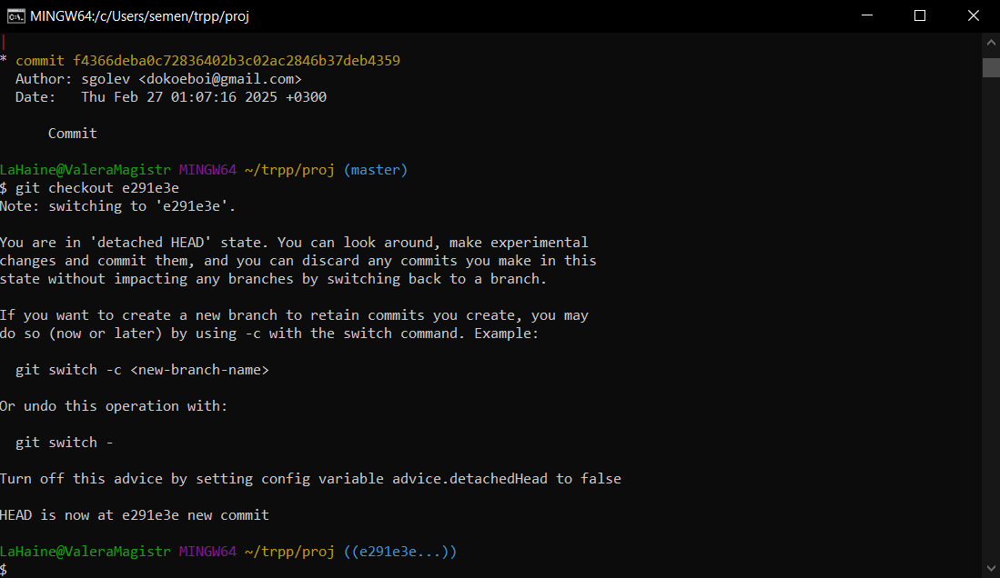 MINGW64:/c/Users/semen/trpp/proj
|
* commit f4366deba0c72836402b3c02ac2846b37deb4359
Author: sgolev <dokoeboi@gmail.com>
Date:   Thu Feb 27 01:07:16 2025 +0300
Commit
LaHaine@ValeraMagistr MINGW64 ~/trpp/proj (master)
$ git checkout e291e3e
Note: switching to 'e291e3e'.
You are in 'detached HEAD' state. You can look around, make experimental
changes and commit them, and you can discard any commits you make in this
state without impacting any branches by switching back to a branch.
If you want to create a new branch to retain commits you create, you may
do so (now or later) by using -c with the switch command. Example:
git switch -c <new-branch-name>
Or undo this operation with:
git switch -
Turn off this advice by setting config variable advice.detachedHead to false
HEAD is now at e291e3e new commit
LaHaine@ValeraMagistr MINGW64 ~/trpp/proj ((e291e3e...))
$